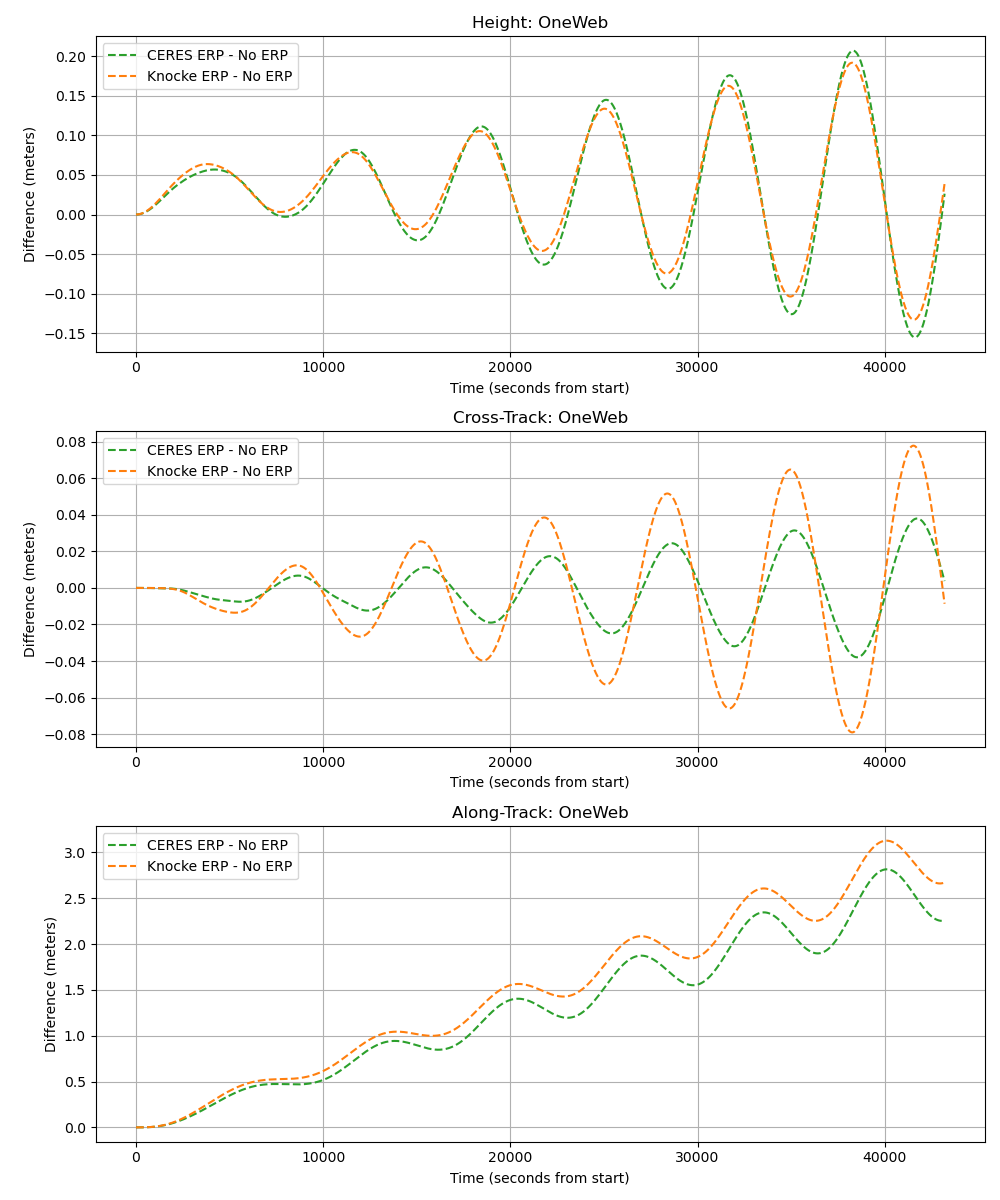 Height: OneWeb
CERES ERP - No ERP
Knocke ERP - No ERP
Difference (meters)
0.20
0.15
0.10
0.05
0.00
−0.05
−0.10
−0.15
0 10000 20000 30000 40000
Time (seconds from start)
Cross-Track: OneWeb
CERES ERP - No ERP
Knocke ERP - No ERP
Difference (meters)
0.08
0.06
0.04
0.02
0.00
−0.02
−0.04
−0.06
−0.08
0 10000 20000 30000 40000
Time (seconds from start)
Along-Track: OneWeb
CERES ERP - No ERP
Knocke ERP - No ERP
Difference (meters)
3.0
2.5
2.0
1.5
1.0
0.5
0.0
0 10000 20000 30000 40000
Time (seconds from start)